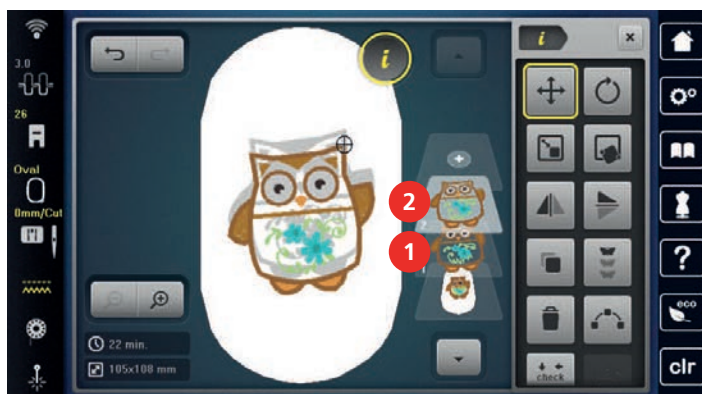 3.0
26
Oval
0mm/Cut
i
i
×
2
1
22 min.
105x108 mm
check
?
eco
clr